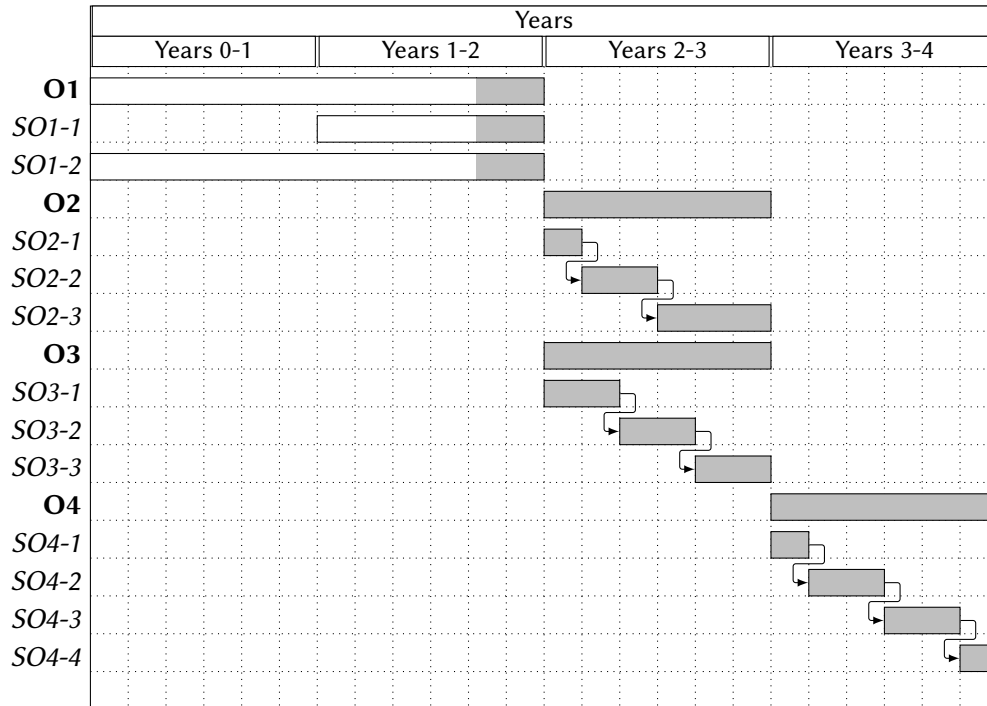 Years
Years 0-1 Years 1-2 Years 2-3 Years 3-4
O1
SO1-1
SO1-2
O2
SO2-1
SO2-2
SO2-3
O3
SO3-1
SO3-2
SO3-3
O4
SO4-1
SO4-2
SO4-3
SO4-4